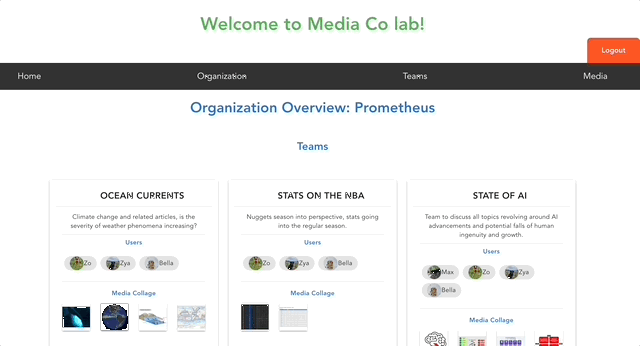 Welcome to Media Co lab!
Logout
Home Organization Teams Media
Organization Overview: Prometheus
Teams
OCEAN CURRENTS
Climate change and related articles, is the
severity of weather phenomena increasing?
Users
Zo Zya Bella
Media Collage
STATS ON THE NBA
Nuggets season into perspective, stats going
into the regular season.
Users
Zo Zya Bella
Media Collage
STATE OF AI
Team to discuss all topics revolving around AI
advancements and potential falls of human
ingenuity and growth.
Users
Max Zo Zya
Bella
Media Collage